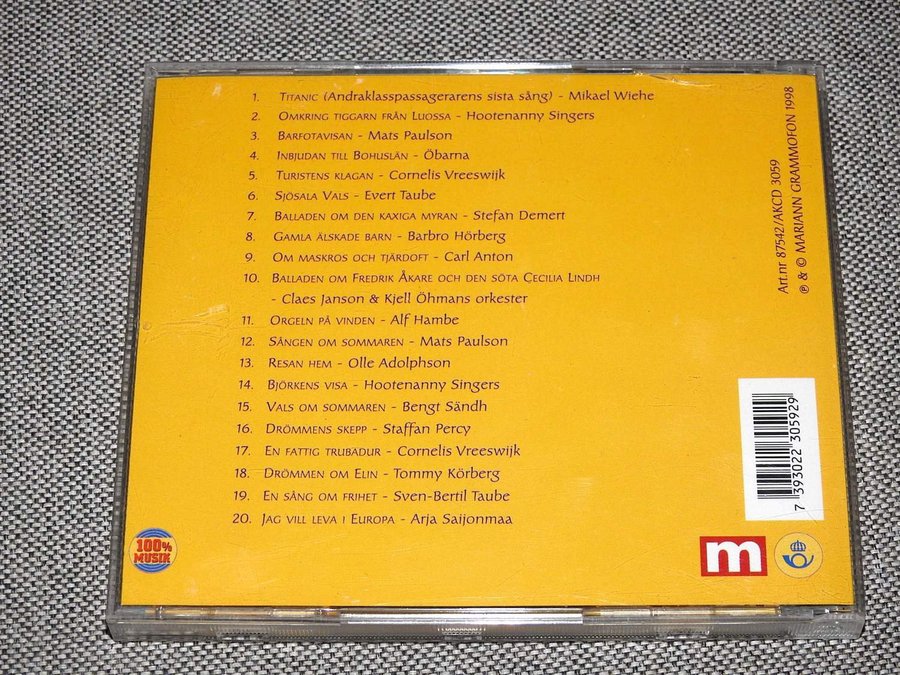 1. Titanic (Andraklasspassagerarens sista sång) - Mikael Wiehe
2. Omkring tiggarn från Luossa - Hootenanny Singers
3. Barfotavisan - Mats Paulson
4. Inbjudan till Bohuslän - Öbarna
5. Turistens klagan - Cornelis Vreeswijk
6. Sjösala Vals - Evert Taube
7. Balladen om den kaxiga myran - Stefan Demert
8. Gamla älskade barn - Barbro Hörberg
9. Om maskros och tjärdoft - Carl Anton
10. Balladen om Fredrik Åkare och den söta Cecilia Lindh
- Claes Janson & Kjell Öhmans orkester
11. Orgeln på vinden - Alf Hambe
12. Sången om sommaren - Mats Paulson
13. Resan hem - Olle Adolphson
14. Björkens visa - Hootenanny Singers
15. Vals om sommaren - Bengt Sändh
16. Drömmens skepp - Staffan Percy
17. En fattig trubadur - Cornelis Vreeswijk
18. Drömmen om Elin - Tommy Körberg
19. En sång om frihet - Sven-Bertil Taube
20. Jag vill leva i Europa - Arja Saijonmaa
Art.nr 87542/AKCD 3059
℗ & © MARIANN GRAMMOFON 1998
7 393022 305929
100%
MUSIK
m